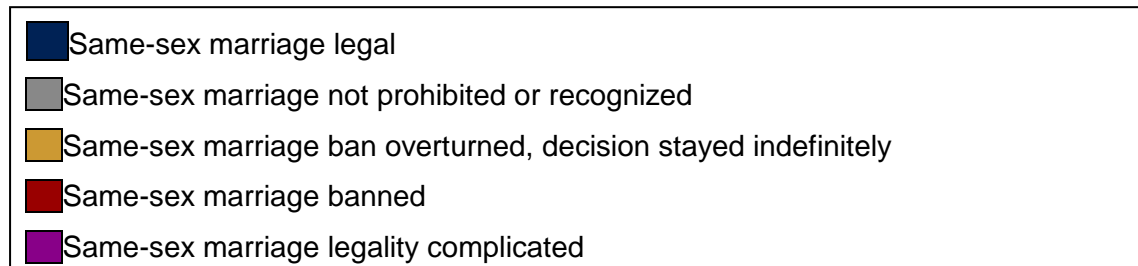 Same-sex marriage legal
Same-sex marriage not prohibited or recognized
Same-sex marriage ban overturned, decision stayed indefinitely
Same-sex marriage banned
Same-sex marriage legality complicated